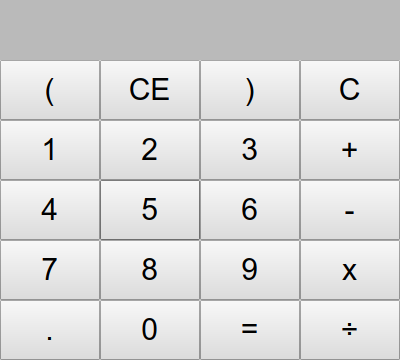 ( CE ) C
1 2 3 +
4 5 6 -
7 8 9 x
. 0 = ÷